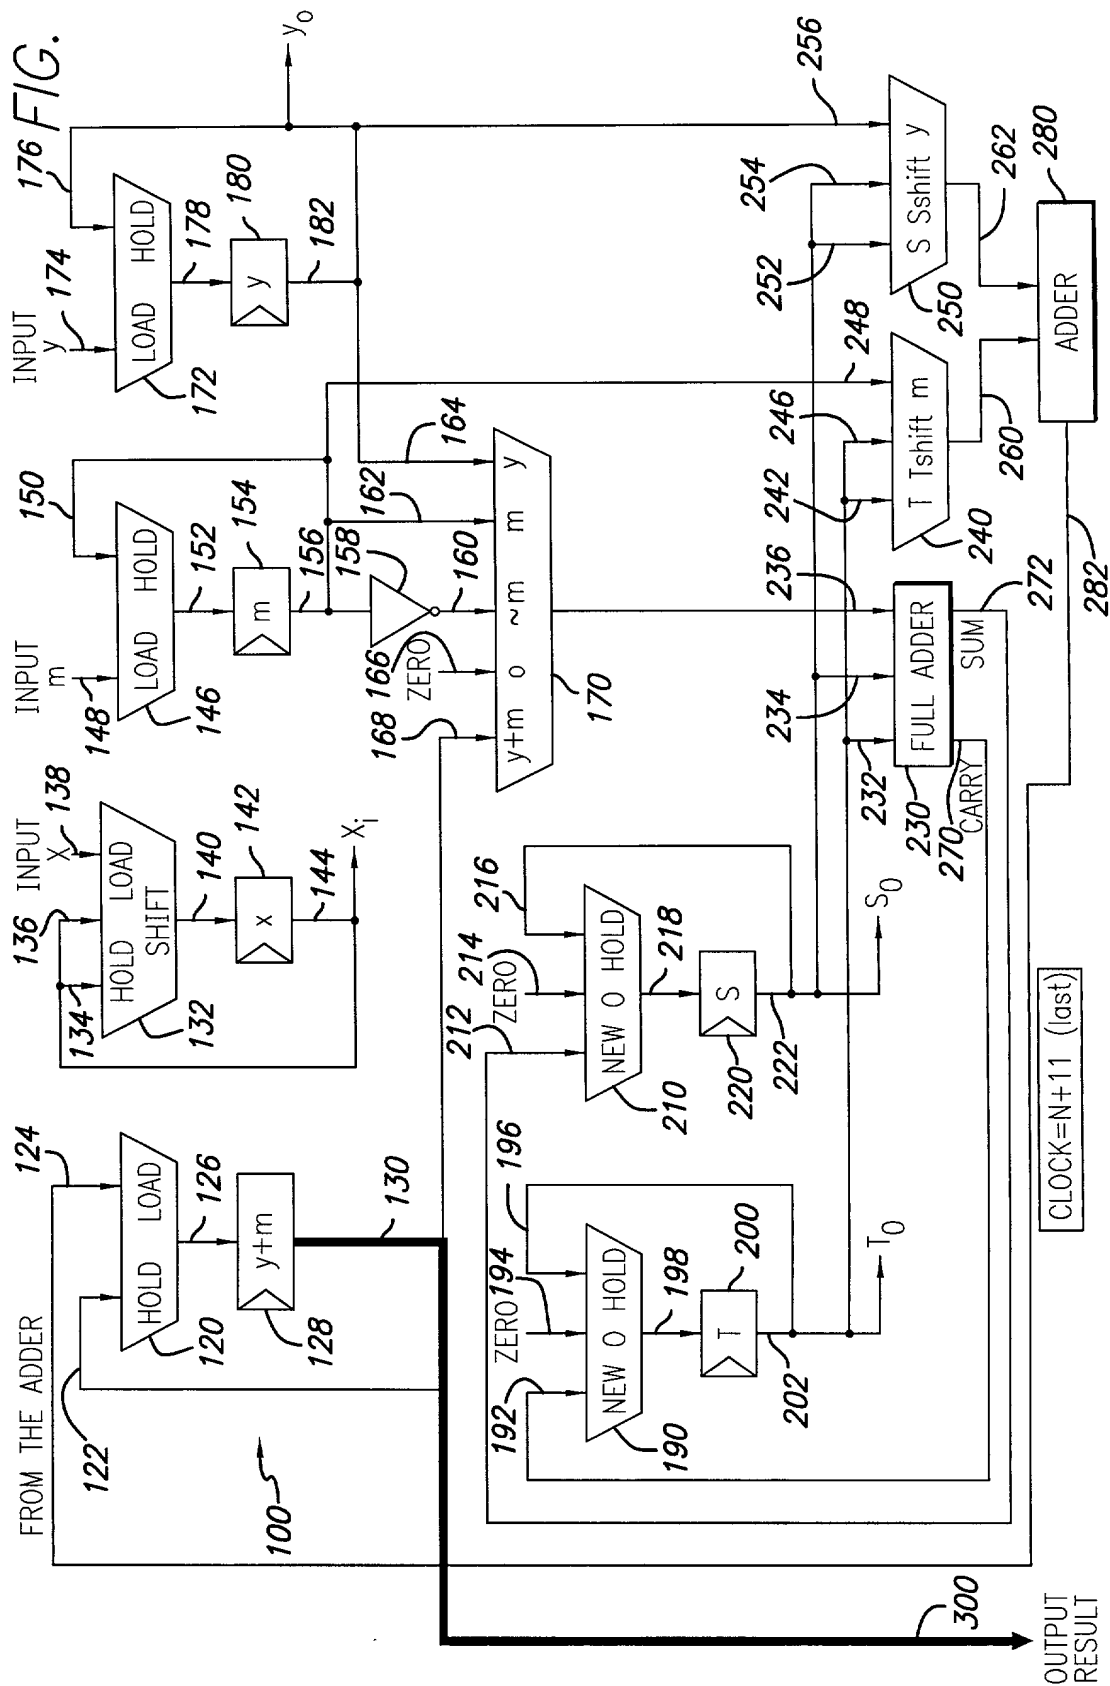 FIG.
FROM THE ADDER
124
122
HOLD LOAD
120
126
y+m
128
130
100
INPUT
X
138
136
134
HOLD LOAD
SHIFT
132
140
142
x
144
Xi
INPUT
m
148
150
LOAD HOLD
146
152
154
m
156
158
160
162
164
ZERO
166
168
y+m o ~m m y
170
INPUT
y
174
176
LOAD HOLD
172
178
180
y
182
yo
192
ZERO
194
196
NEW O HOLD
190
198
T
200
202
T0
212
ZERO
214
216
NEW O HOLD
210
218
S
220
222
S0
232
234
236
FULL ADDER
230
CARRY
270
SUM
272
242
246
248
T Tshift m
240
252
254
256
S Sshift y
250
260
262
ADDER
280
282
CLOCK=N+11 (last)
300
OUTPUT
RESULT